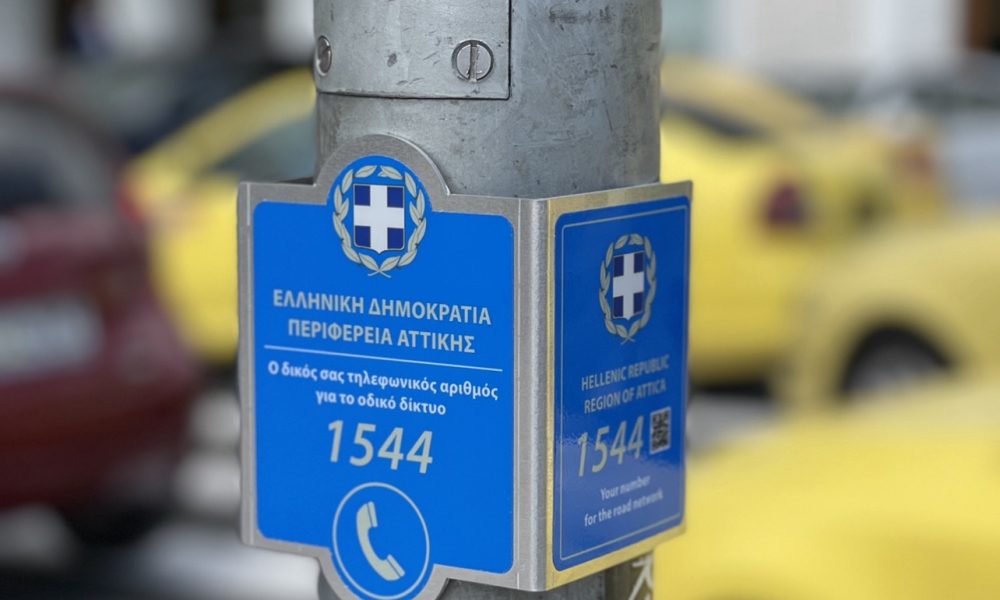 ΕΛΛΗΝΙΚΗ ΔΗΜΟΚΡΑΤΙΑ
ΠΕΡΙΦΕΡΕΙΑ ΑΤΤΙΚΗΣ
Ο δικός σας τηλεφωνικός αριθμός
για το οδικό δίκτυο
1544
HELLENIC REPUBLIC
REGION OF ATTICA
1544
Your number
for the road network